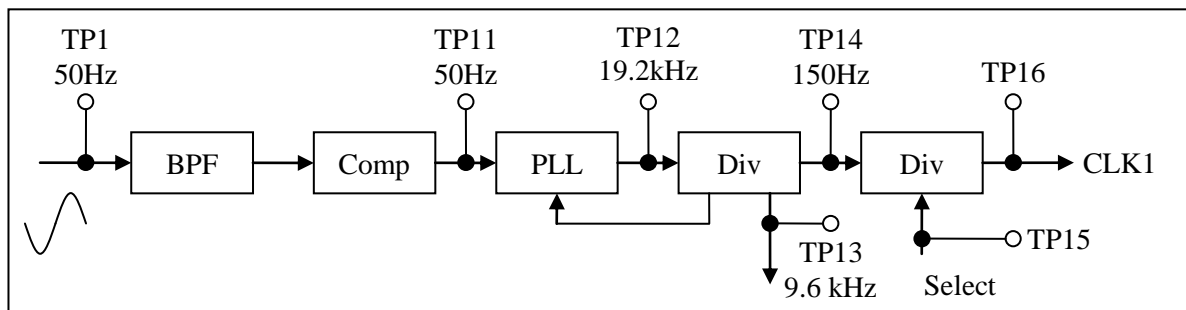 TP1
50Hz
TP11
50Hz
TP12
19.2kHz
TP14
150Hz
TP16
BPF
Comp
PLL
Div
Div
CLK1
TP13
9.6 kHz
TP15
Select